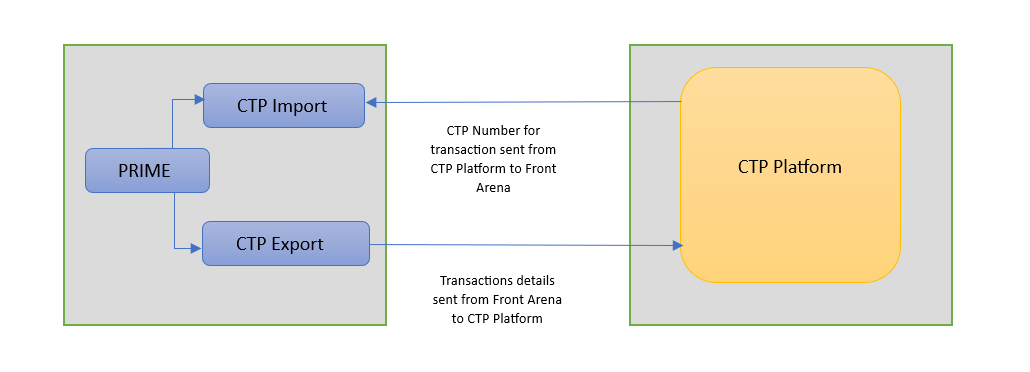 CTP Import
PRIME
CTP Export
CTP Number for
transaction sent from
CTP Platform to Front
Arena
Transactions details
sent from Front Arena
to CTP Platform
CTP Platform